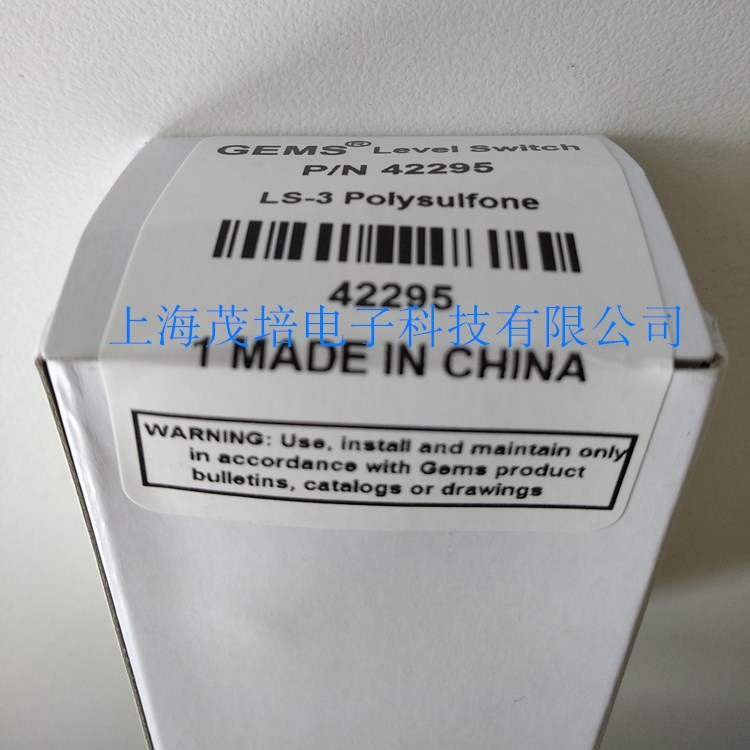 GEMS® Level Switch
P/N 42295
LS-3 Polysulfone
42295
上海茂培电子科技有限公司
1 MADE IN CHINA
WARNING: Use, install and maintain only
in accordance with Gems product
bulletins, catalogs or drawings